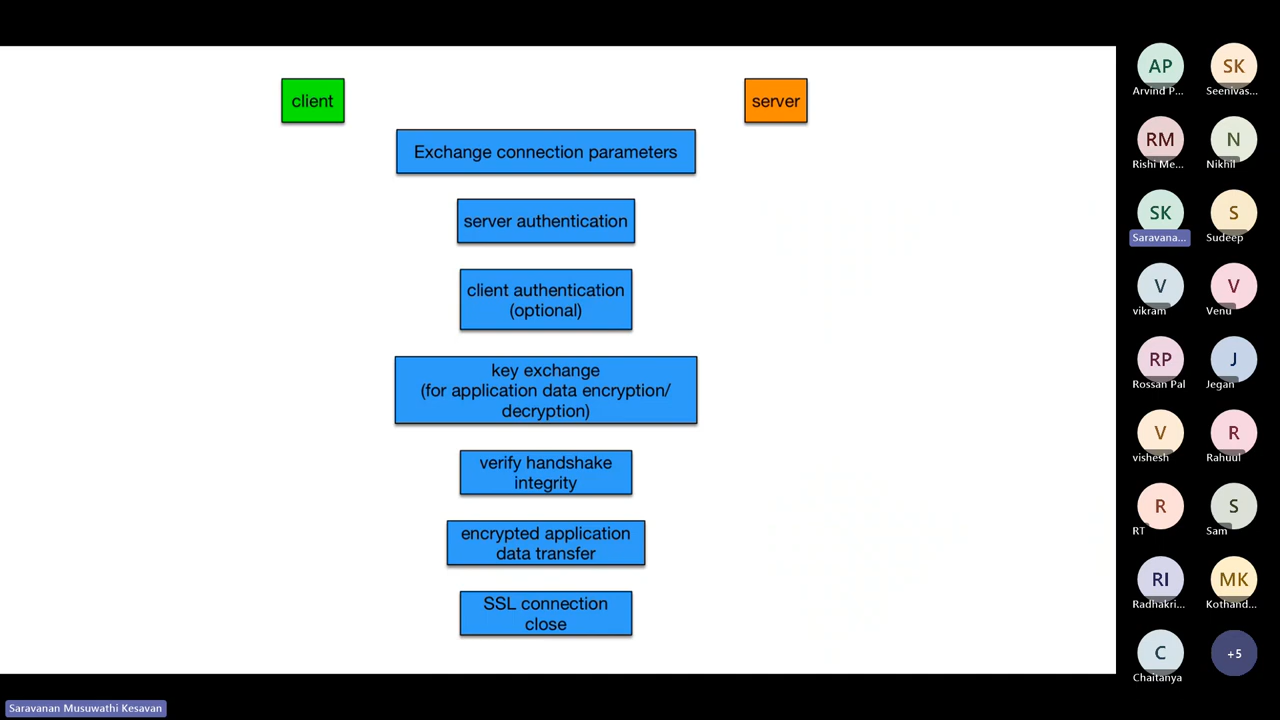 client
server
Exchange connection parameters
server authentication
client authentication
(optional)
key exchange
(for application data encryption/
decryption)
verify handshake
integrity
encrypted application
data transfer
SSL connection
close
AP
SK
Arvind P...
Seenivas...
RM
N
Rishi Me...
Nikhil
SK
S
Saravana...
Sudeep
V
V
vikram
Venu
RP
J
Rossan Pal
Jegan
V
R
vishesh
Rahuul
R
S
RT
Sam
RI
MK
Radhakri...
Kothand...
C
+5
Chaitanya
Saravanan Musuwathi Kesavan